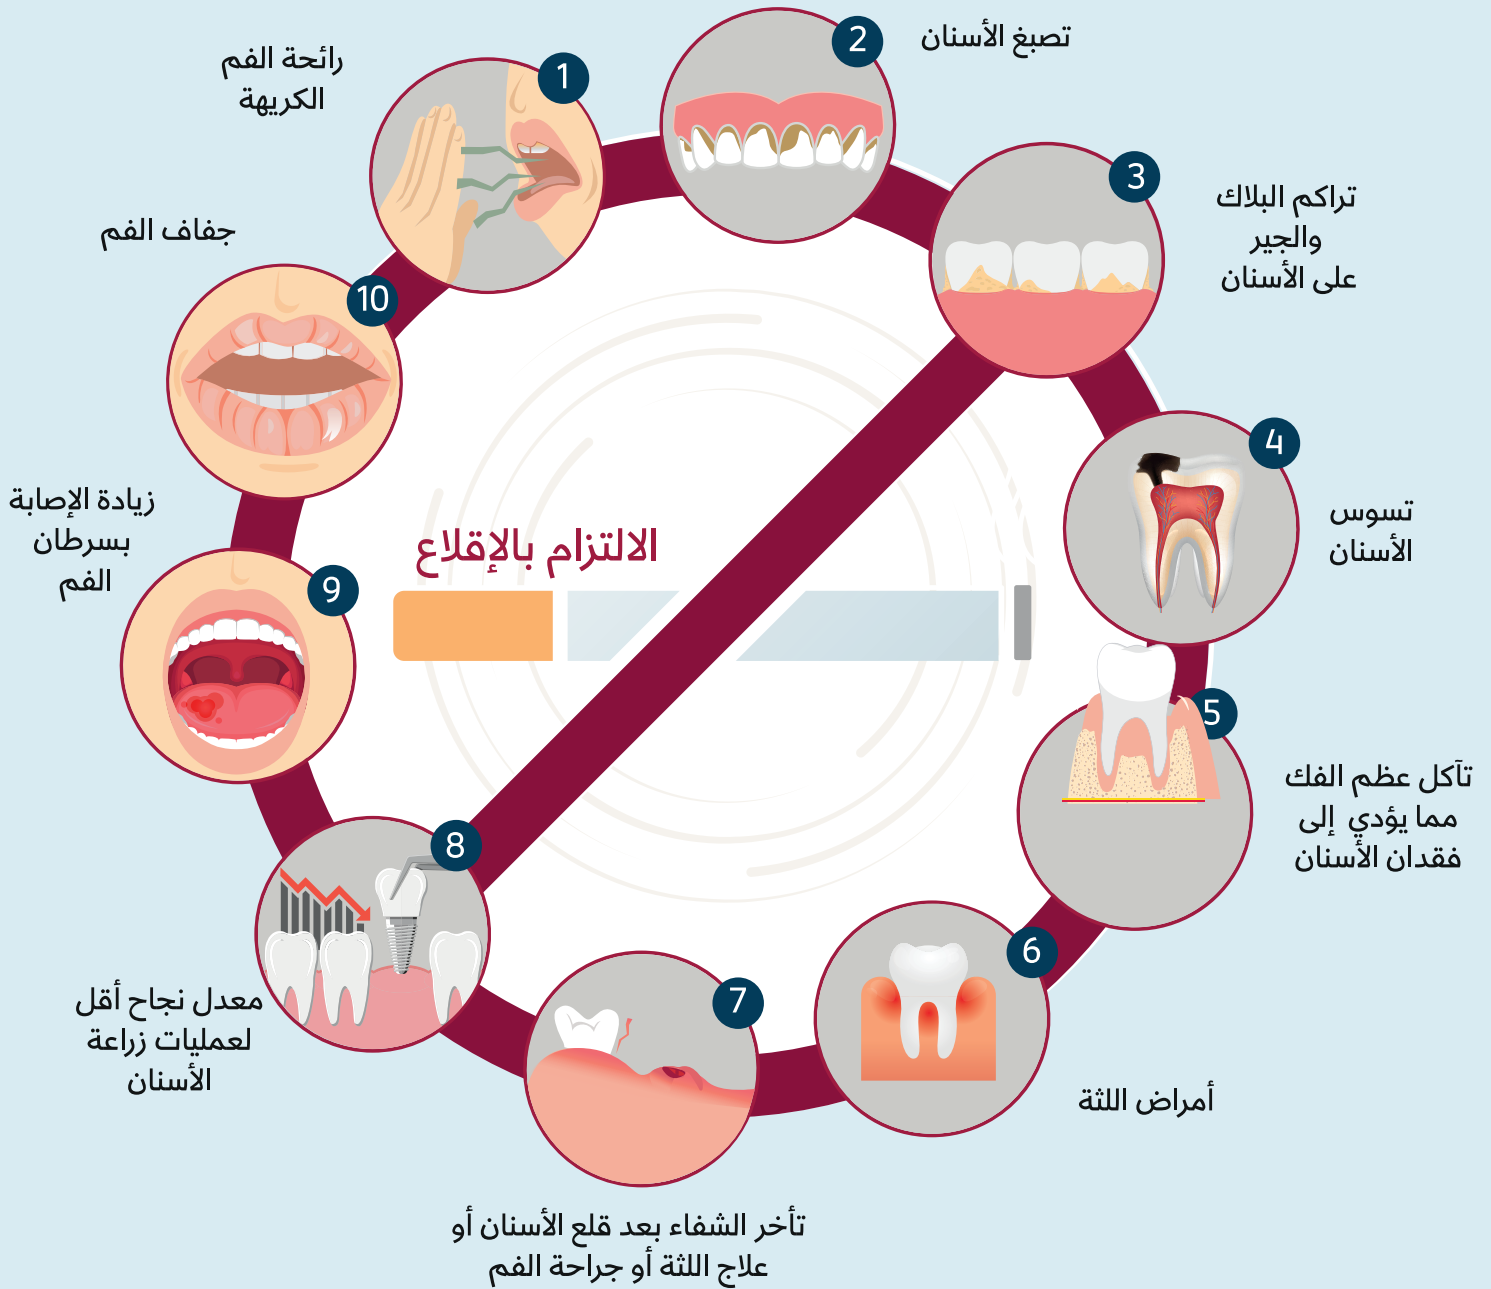 1
رائحة الفم
الكريهة
2
تصبغ الأسنان
3
تراكم البلاك
والجير
على الأسنان
4
تسوس
الأسنان
5
تآكل عظم الفك
مما يؤدي إلى
فقدان الأسنان
6
أمراض اللثة
7
تأخر الشفاء بعد قلع الأسنان أو
علاج اللثة أو جراحة الفم
8
معدل نجاح أقل
لعمليات زراعة
الأسنان
9
زيادة الإصابة
بسرطان
الفم
10
جفاف الفم
الالتزام بالإقلاع